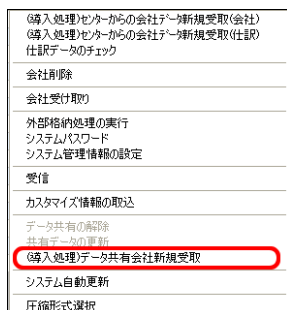 (導入処理)センターからの会社データ新規受取(会社)
(導入処理)センターからの会社データ新規受取(仕訳)
仕訳データのチェック
会社削除
会社受け取り
外部格納処理の実行
システムパスワード
システム管理情報の設定
受信
カスタマイズ情報の取込
データ共有の解除
共有データの更新
(導入処理)データ共有会社新規受取
システム自動更新
圧縮形式選択